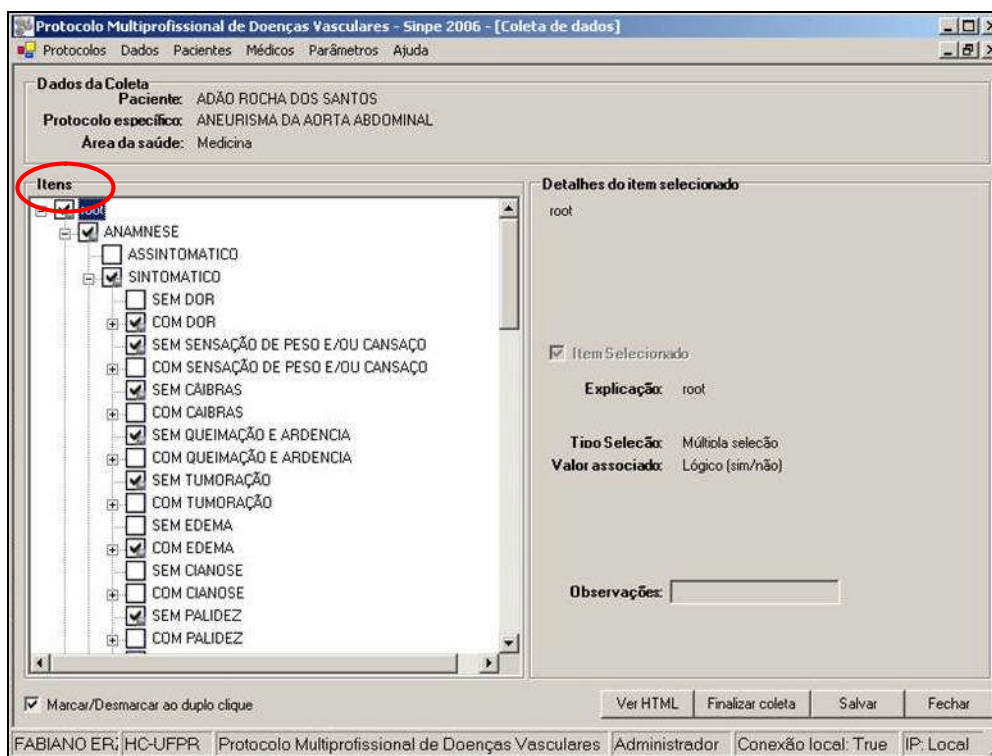 Protocolo Multiprofissional de Doenças Vasculares - Sinpe 2006 - [Coleta de dados]
Protocolos Dados Pacientes Médicos Parâmetros Ajuda
Dados da Coleta
Paciente: ADÃO ROCHA DOS SANTOS
Protocolo específico: ANEURISMA DA AORTA ABDOMINAL
Área da saúde: Medicina
Itens
root
ANAMNESE
ASSINTOMATICO
SINTOMATICO
SEM DOR
COM DOR
SEM SENSAÇÃO DE PESO E/OU CANSAÇO
COM SENSAÇÃO DE PESO E/OU CANSAÇO
SEM CÂIBRAS
COM CAIBRAS
SEM QUEIMAÇÃO E ARDENCIA
COM QUEIMAÇÃO E ARDENCIA
SEM TUMORAÇÃO
COM TUMORAÇÃO
SEM EDEMA
COM EDEMA
SEM CIANOSE
COM CIANOSE
SEM PALIDEZ
COM PALIDEZ
Detalhes do item selecionado
root
Item Selecionado
Explicação: root
Tipo Seleção: Múltipla seleção
Valor associado: Lógico (sim/não)
Observações:
Marcar/Desmarcar ao duplo clique
Ver HTML Finalizar coleta Salvar Fechar
FABIANO HC-UFPR Protocolo Multiprofissional de Doenças Vasculares Administrador Conexão local: True IP: Local